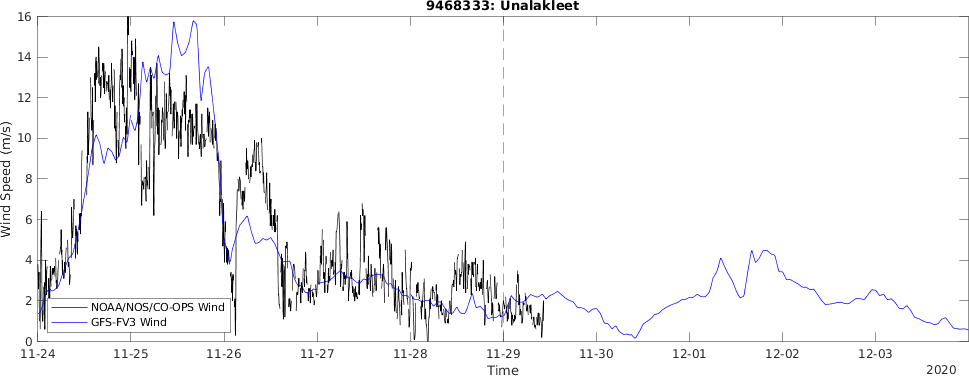 9468333: Unalakleet
Wind Speed (m/s)
16
14
12
10
8
6
4
2
0
NOAA/NOS/CO-OPS Wind
GFS-FV3 Wind
11-24 11-25 11-26 11-27 11-28 11-29 11-30 12-01 12-02 12-03
Time
2020